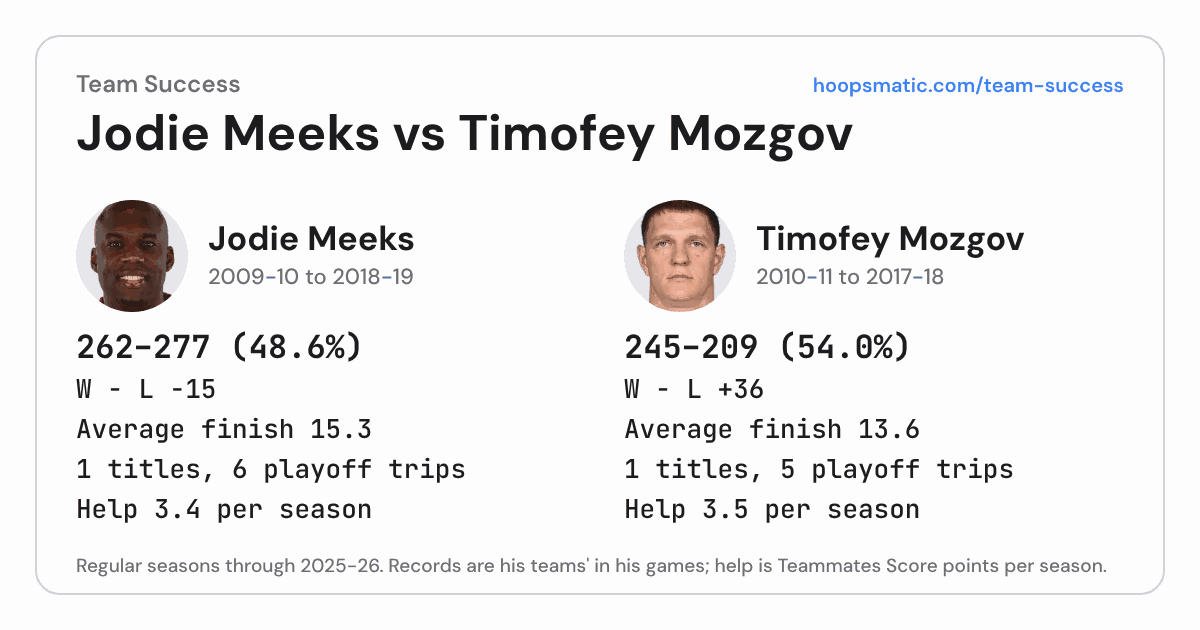 Team Success
hoopsmatic.com/team-success
Jodie Meeks vs Timofey Mozgov
Jodie Meeks
2009-10 to 2018-19
262-277 (48.6%)
W - L -15
Average finish 15.3
1 titles, 6 playoff trips
Help 3.4 per season
Timofey Mozgov
2010-11 to 2017-18
245-209 (54.0%)
W - L +36
Average finish 13.6
1 titles, 5 playoff trips
Help 3.5 per season
Regular seasons through 2025-26. Records are his teams' in his games; help is Teammates Score points per season.